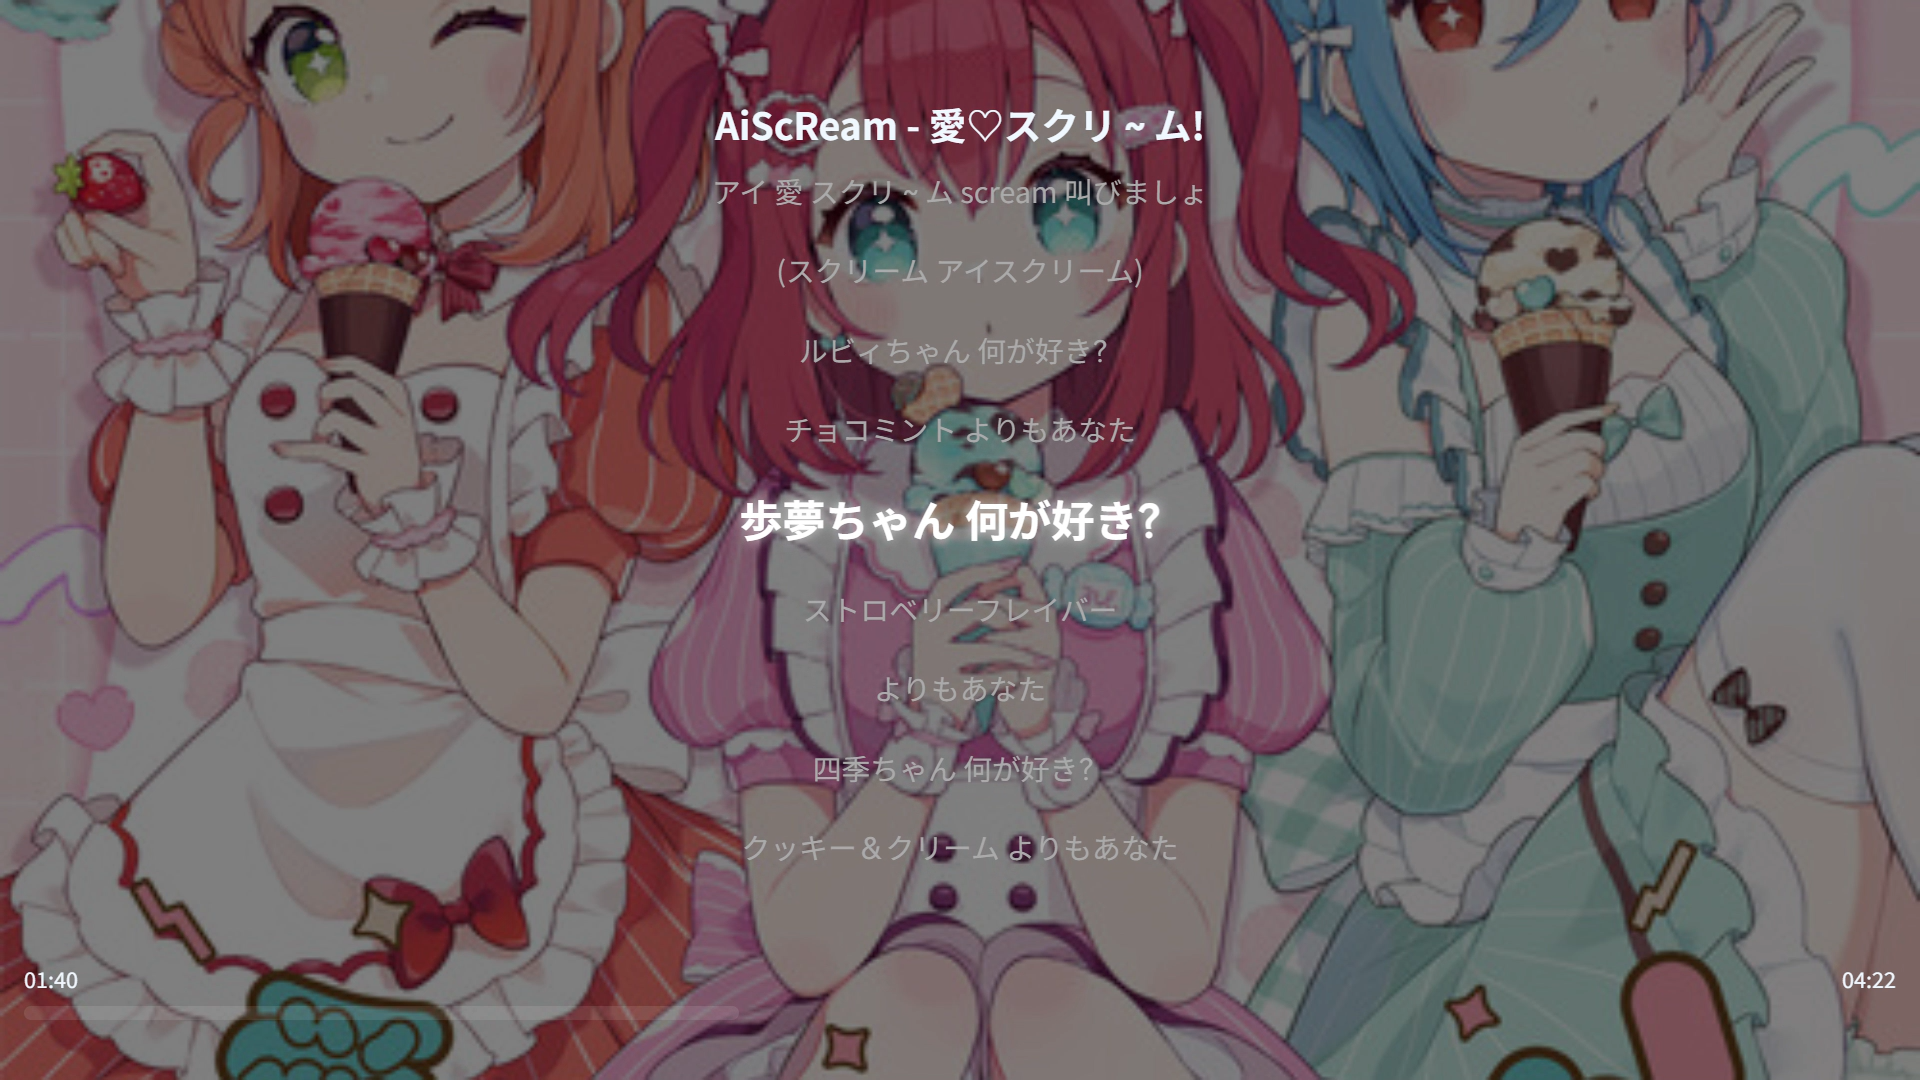 AiScReam - 愛♡スクリ ~ ム!
アイ 愛 スクリ ~ ム scream 叫びましょ
(スクリーム アイスクリーム)
ルビィちゃん 何が好き?
チョコミント よりもあなた
歩夢ちゃん 何が好き?
ストロベリーフレイバー
よりもあなた
四季ちゃん 何が好き?
クッキー＆クリーム よりもあなた
01:40
04:22